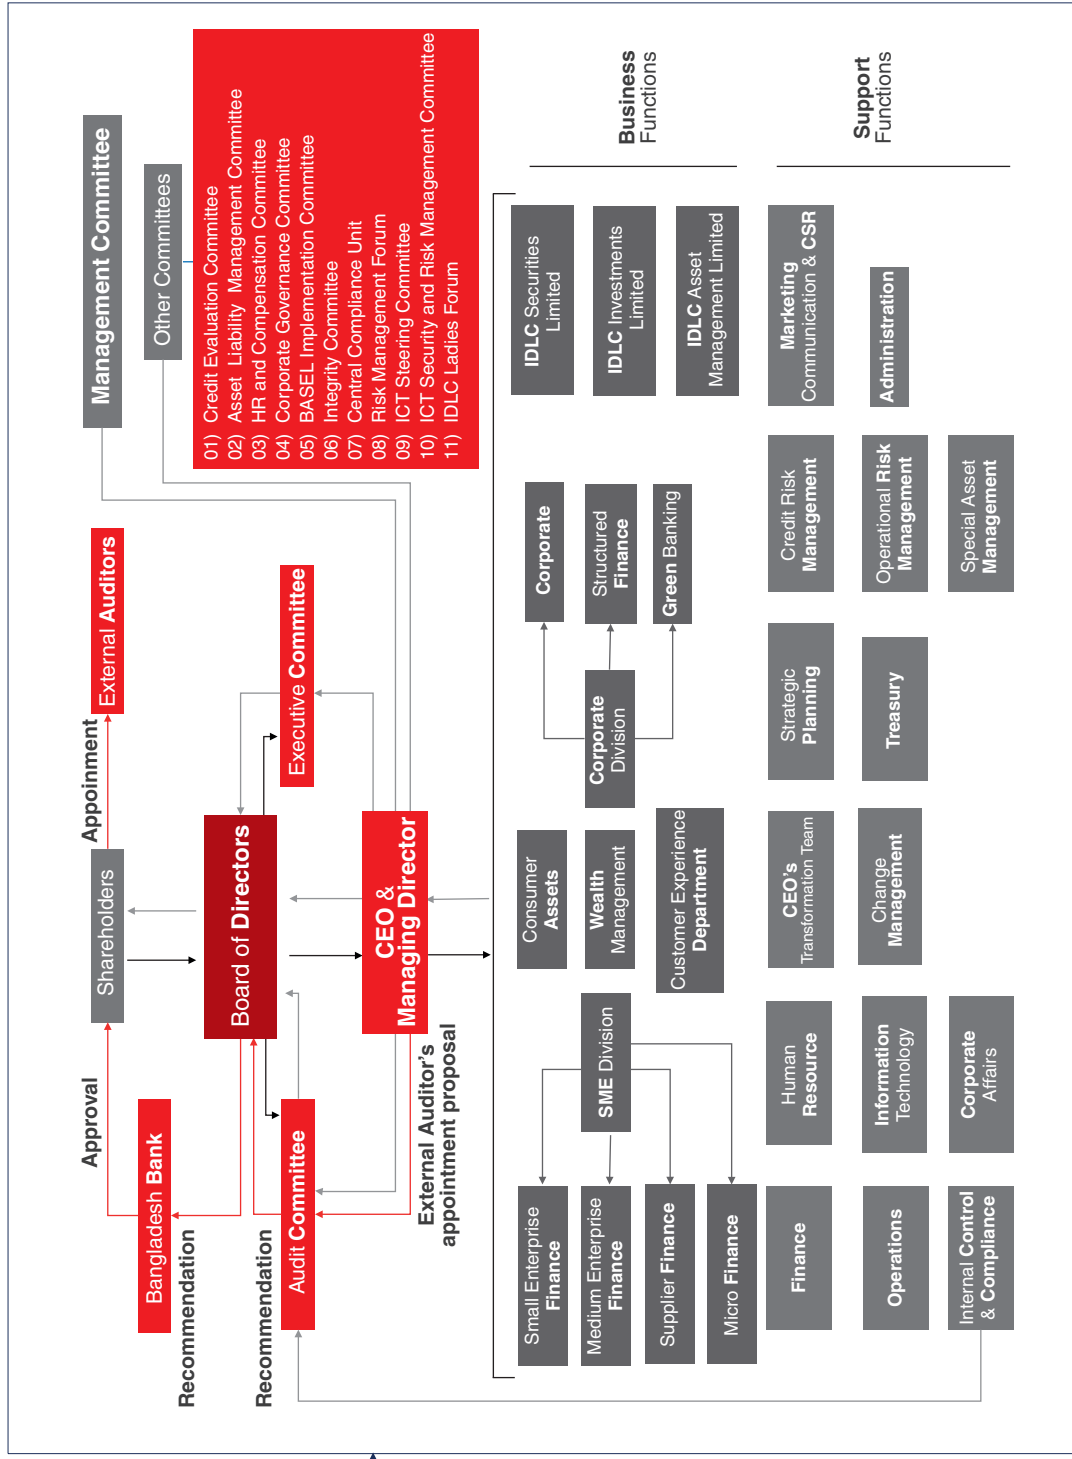 Approval
Appoinment
Bangladesh Bank
Shareholders
External Auditors
Management Committee
Recommendation
Board of Directors
Other Committees
Recommendation
Audit Committee
Executive Committee
01) Credit Evaluation Committee
02) Asset Liability Management Committee
03) HR and Compensation Committee
04) Corporate Governance Committee
05) BASEL Implementation Committee
06) Integrity Committee
07) Central Compliance Unit
08) Risk Management Forum
09) ICT Steering Committee
10) ICT Security and Risk Management Committee
11) IDLC Ladies Forum
CEO &
Managing Director
External Auditor's
appointment proposal
Small Enterprise
Finance
Medium Enterprise
Finance
Supplier Finance
Micro Finance
SME Division
Consumer
Assets
Wealth
Management
Customer Experience
Department
Corporate
Division
Corporate
Structured
Finance
Green Banking
IDLC Securities
Limited
IDLC Investments
Limited
IDLC Asset
Management Limited
Business
Functions
Finance
Human
Resource
CEO's
Transformation Team
Strategic
Planning
Credit Risk
Management
Marketing
Communication & CSR
Operations
Information
Technology
Change
Management
Treasury
Operational Risk
Management
Administration
Internal Control
& Compliance
Corporate
Affairs
Special Asset
Management
Support
Functions